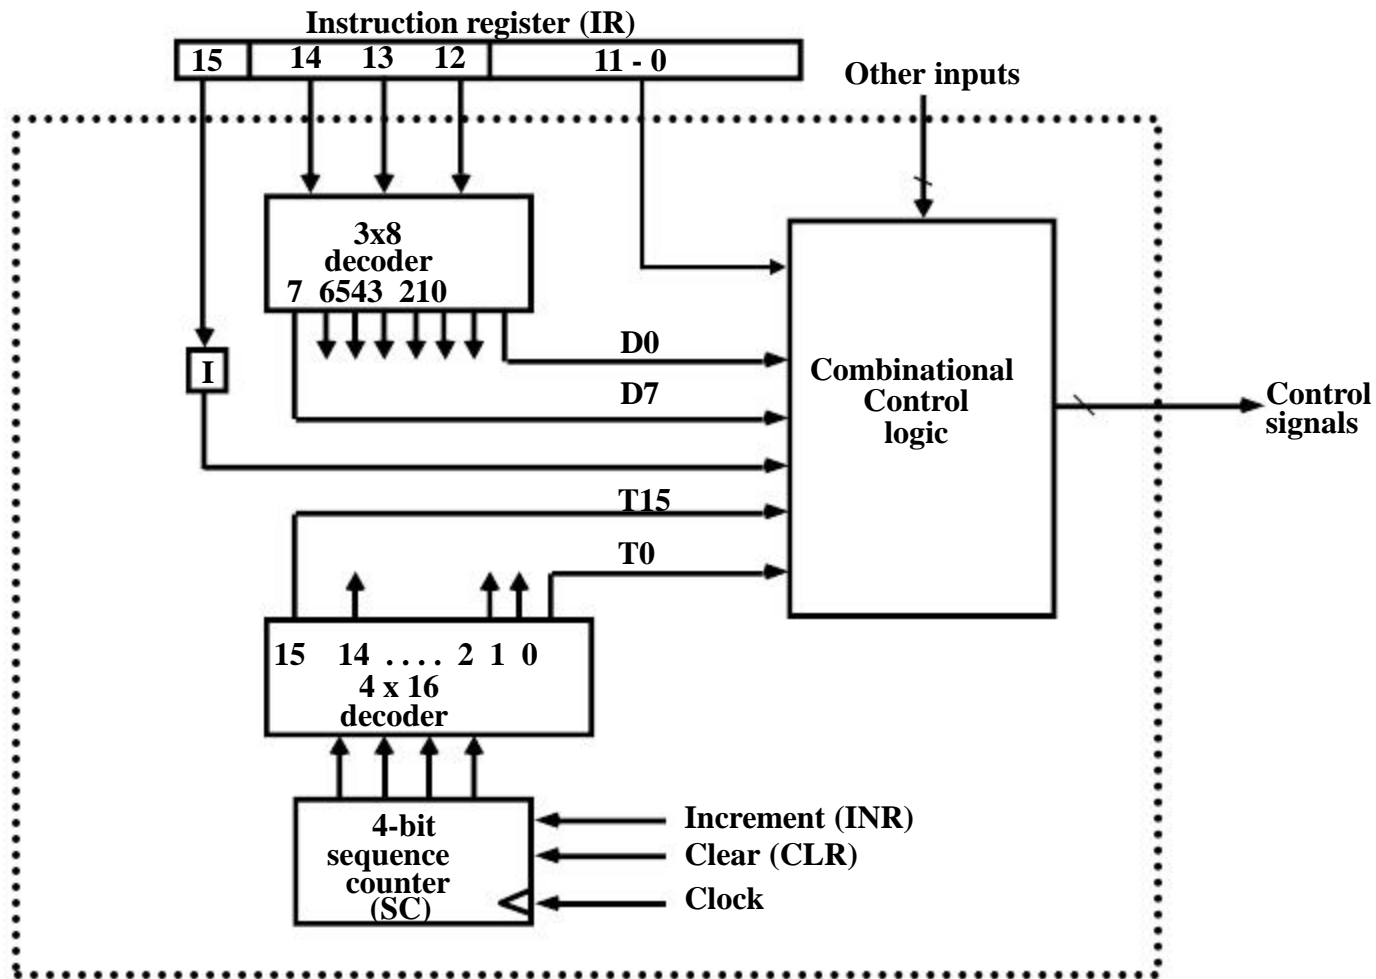 Instruction register (IR)
15 14 13 12 11 - 0
Other inputs
3x8
decoder
7 6543 210
D0
I
D7
Combinational
Control
logic
Control
signals
T15
T0
15 14 . . . . 2 1 0
4 x 16
decoder
4-bit
sequence
counter
(SC)
Increment (INR)
Clear (CLR)
Clock